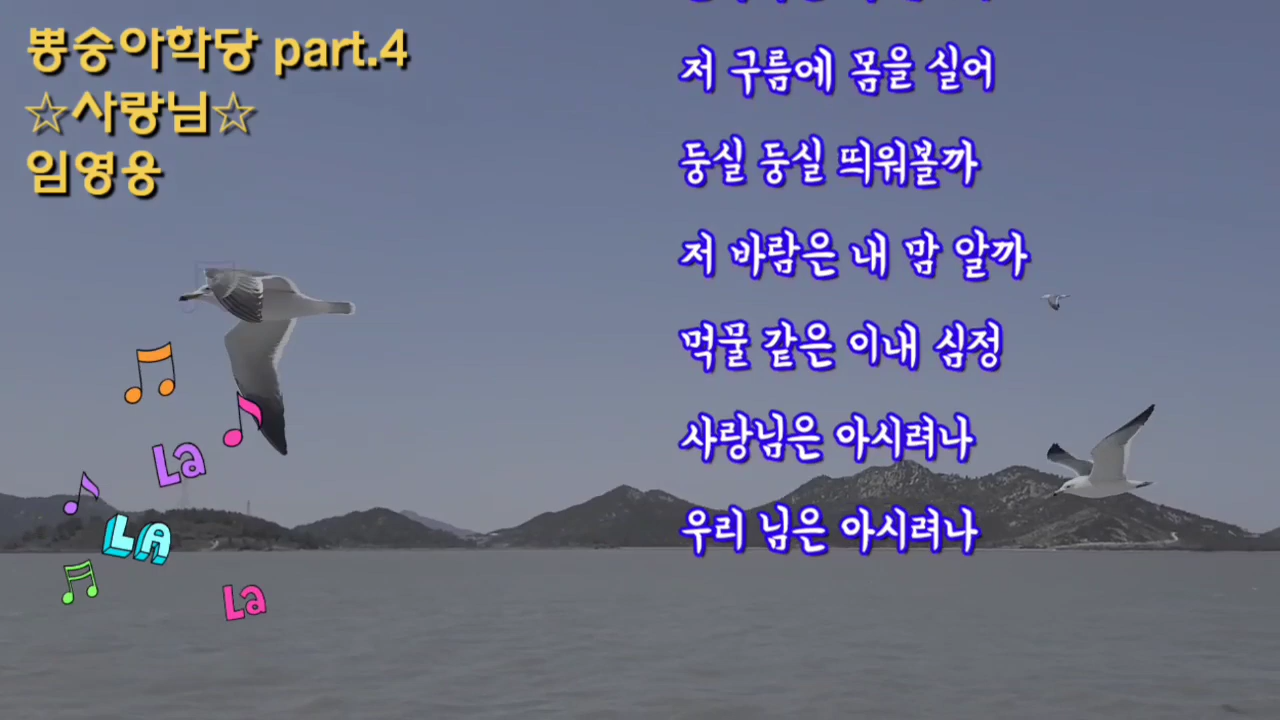 뽕숭아학당 part.4
☆사랑님☆
임영웅
저 구름에 몸을 실어
둥실 둥실 띄워볼까
저 바람은 내 맘 알까
먹물 같은 이내 심정
사랑님은 아시려나
우리 님은 아시려나
La
LA
La